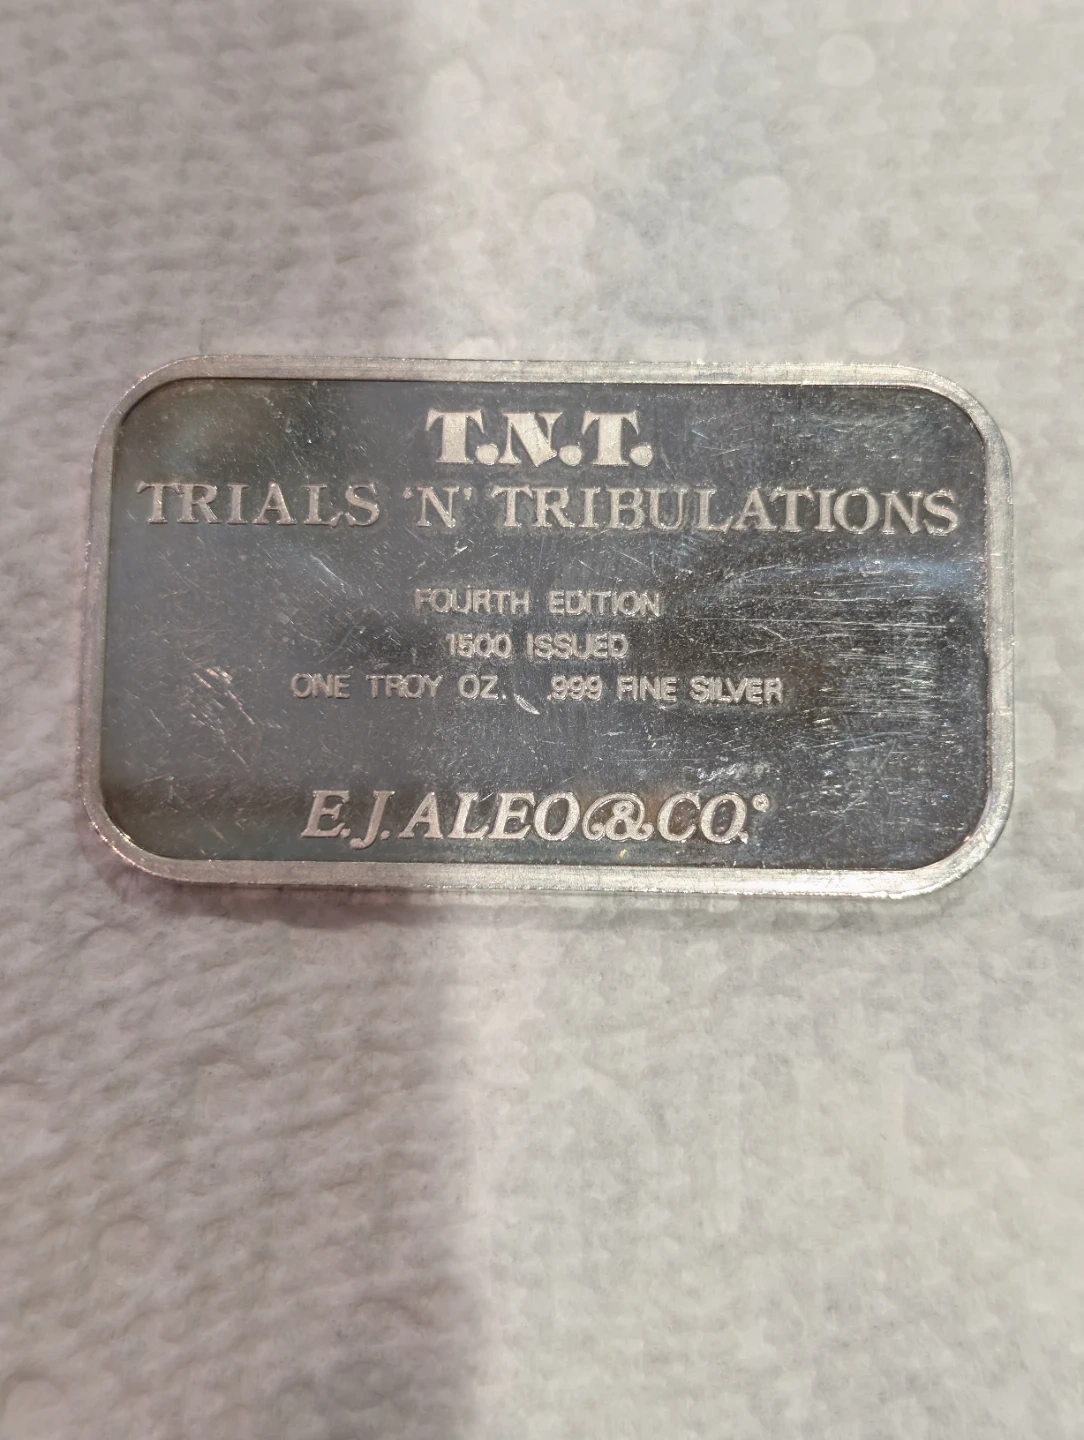 T.N.T.
TRIALS 'N' TRIBULATIONS
FOURTH EDITION
1500 ISSUED
ONE TROY OZ. .999 FINE SILVER
E.J. ALEO & CO.®